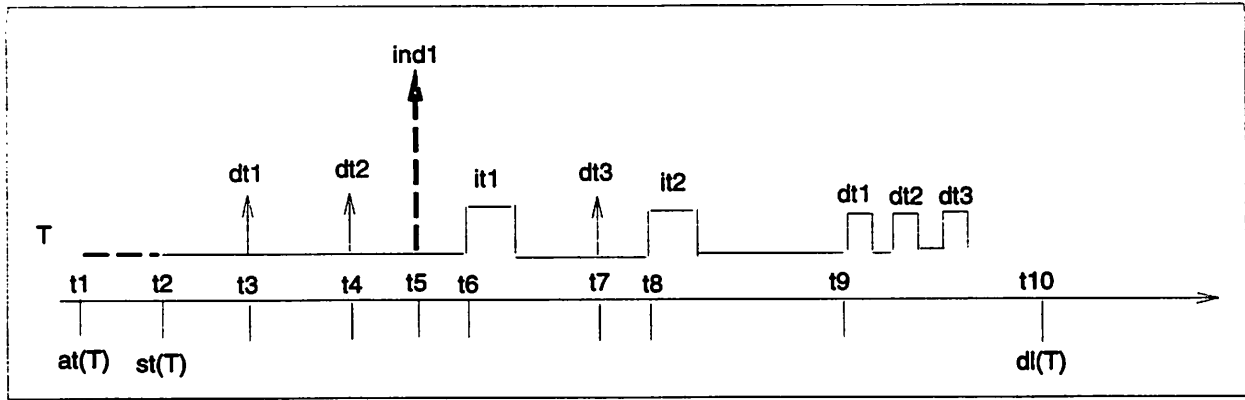 ind1
dt1 dt2 it1 dt3 it2 dt1 dt2 dt3
T
t1 t2 t3 t4 t5 t6 t7 t8 t9 t10
at(T) st(T) dl(T)